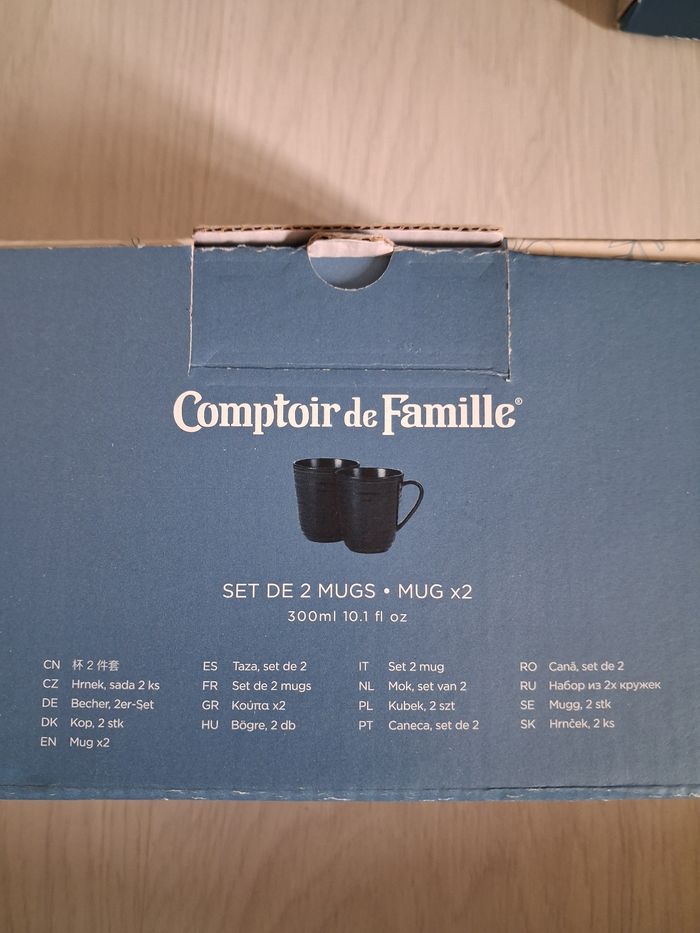 Comptoir de Famille®
SET DE 2 MUGS • MUG x2
300ml 10.1 fl oz
CN 杯 2 件套
CZ Hrnek, sada 2 ks
DE Becher, 2er-Set
DK Kop, 2 stk
EN Mug x2
ES Taza, set de 2
FR Set de 2 mugs
GR Κούπα x2
HU Bögre, 2 db
IT Set 2 mug
NL Mok, set van 2
PL Kubek, 2 szt
PT Caneca, set de 2
RO Cană, set de 2
RU Набор из 2х кружек
SE Mugg, 2 stk
SK Hrnček, 2 ks